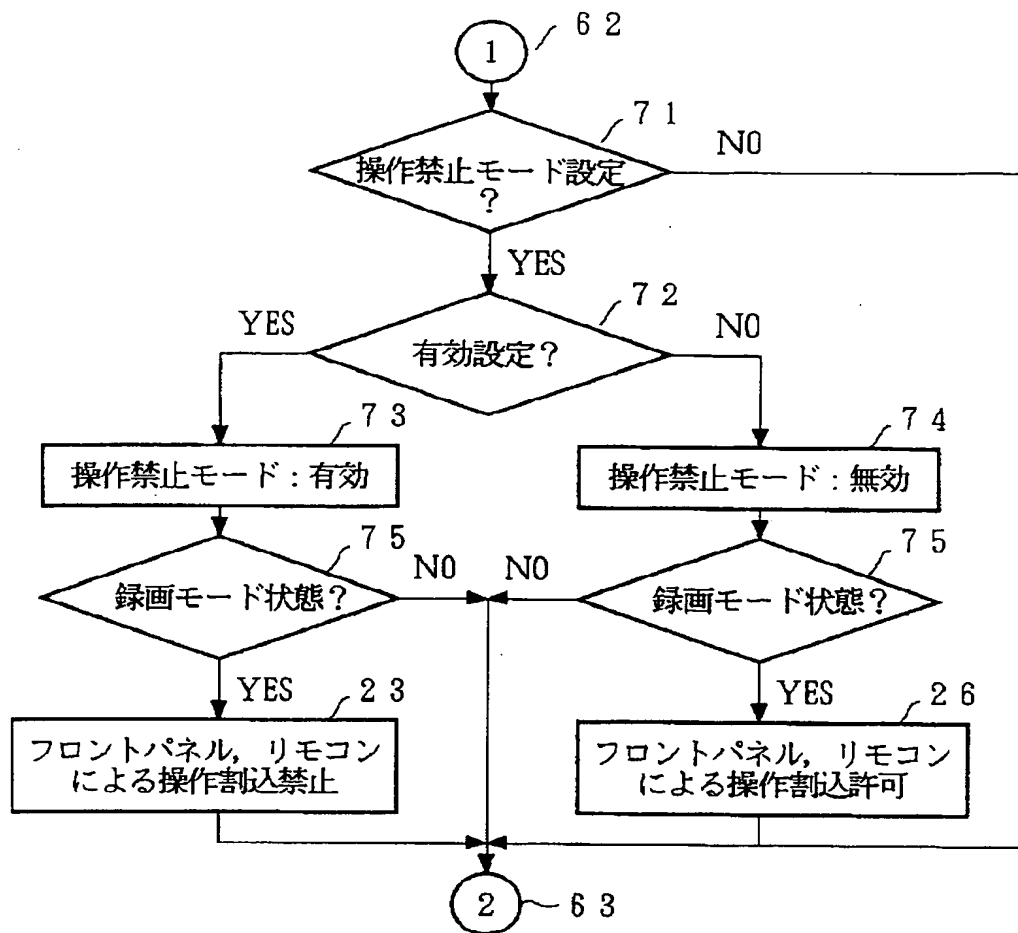 ６２
1
７１
NO
操作禁止モード設定
？
YES
７２
YES
NO
有効設定？
７３
７４
操作禁止モード：有効
操作禁止モード：無効
７５
７５
NO
NO
録画モード状態？
録画モード状態？
YES
２３
YES
２６
フロントパネル，リモコン
による操作割込禁止
フロントパネル，リモコン
による操作割込許可
2
６３